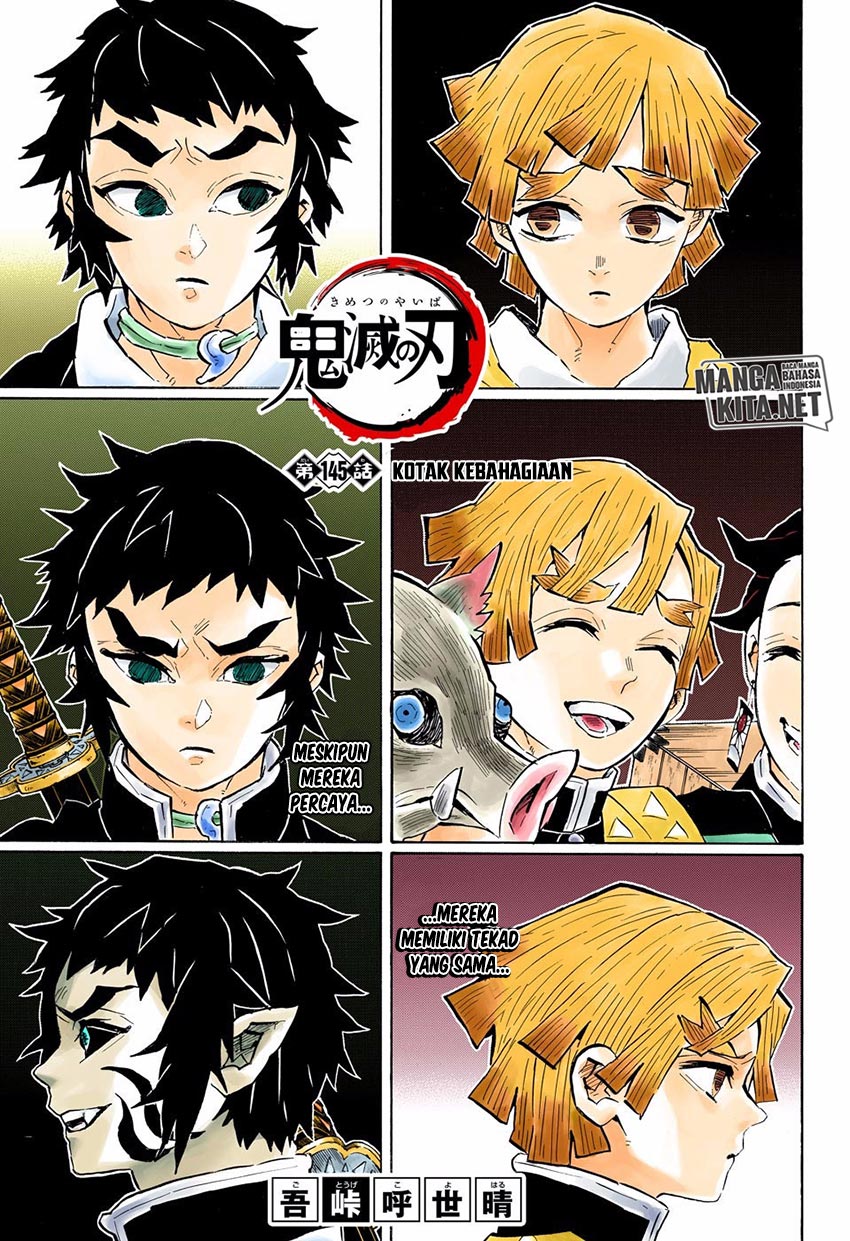 きめつのやいば
鬼滅の刃
MANGA
KITA.NET
BACA MANGA
BAHASA
INDONESIA
第145話
KOTAK KEBAHAGIAAN
MESKIPUN
MEREKA
PERCAYA...
...MEREKA
MEMILIKI TEKAD
YANG SAMA...
ご とうげ こ よ はる
吾峠呼世晴